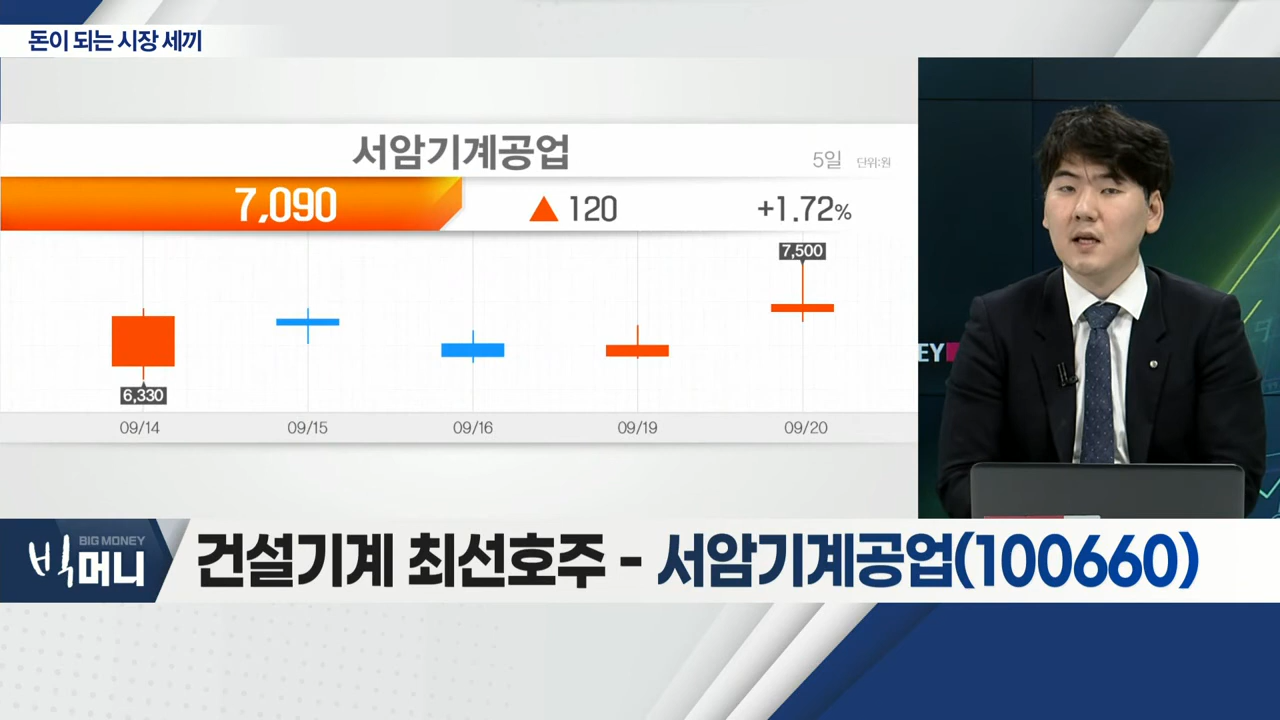 돈이 되는 시장 세끼
서암기계공업
5일 단위:원
7,090 ▲ 120 +1.72%
7,500
6,330
09/14 09/15 09/16 09/19 09/20
EY
BIG MONEY
빅머니
건설기계 최선호주 - 서암기계공업(100660)